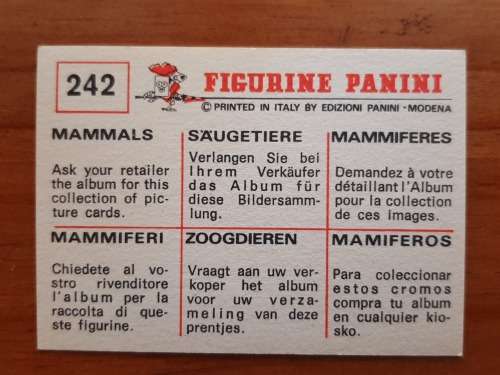 242
FIGURINE PANINI
© PRINTED IN ITALY BY EDIZIONI PANINI - MODENA
MAMMALS
Ask your retailer
the album for this
collection of pic-
ture cards.
SÄUGETIERE
Verlangen Sie bei
Ihrem Verkäufer
das Album für
diese Bildersamm-
lung.
MAMMIFERES
Demandez à votre
détaillant l'Album
pour la collection
de ces images.
MAMMIFERI
Chiedete al vo-
stro rivenditore
l'album per la
raccolta di que-
ste figurine.
ZOOGDIEREN
Vraagt aan uw ver-
koper het album
voor uw verza-
meling van deze
prentjes.
MAMIFEROS
Para coleccionar
estos cromos
compra tu album
en cualquier kio-
sko.